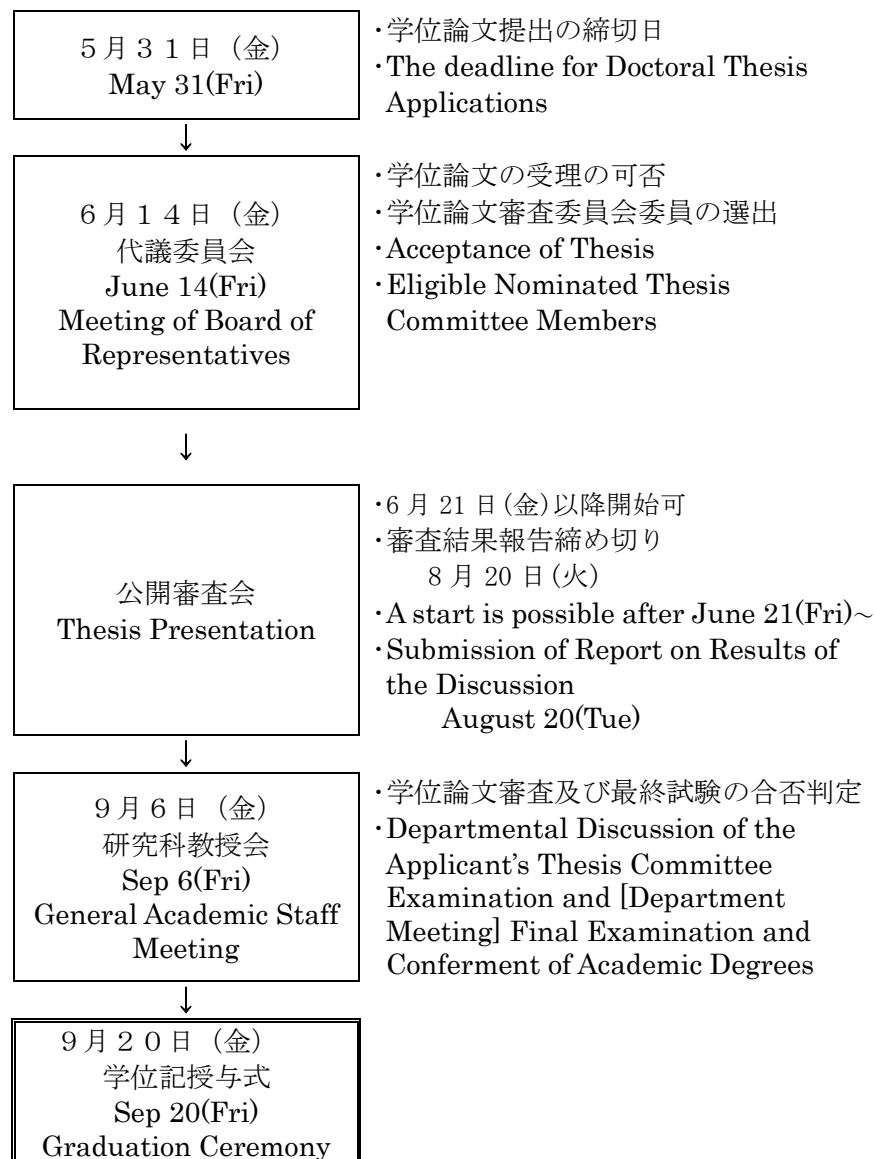 ５月３１日（金）
May 31(Fri)
・学位論文提出の締切日
・The deadline for Doctoral Thesis
Applications
↓
６月１４日（金）
代議委員会
June 14(Fri)
Meeting of Board of
Representatives
・学位論文の受理の可否
・学位論文審査委員会委員の選出
・Acceptance of Thesis
・Eligible Nominated Thesis
Committee Members
↓
公開審査会
Thesis Presentation
・6 月 21 日(金)以降開始可
・審査結果報告締め切り
8 月 20 日(火)
・A start is possible after June 21(Fri)~
・Submission of Report on Results of
the Discussion
August 20(Tue)
↓
９月６日（金）
研究科教授会
Sep 6(Fri)
General Academic Staff
Meeting
・学位論文審査及び最終試験の合否判定
・Departmental Discussion of the
Applicant’s Thesis Committee
Examination and [Department
Meeting] Final Examination and
Conferment of Academic Degrees
↓
９月２０日（金）
学位記授与式
Sep 20(Fri)
Graduation Ceremony